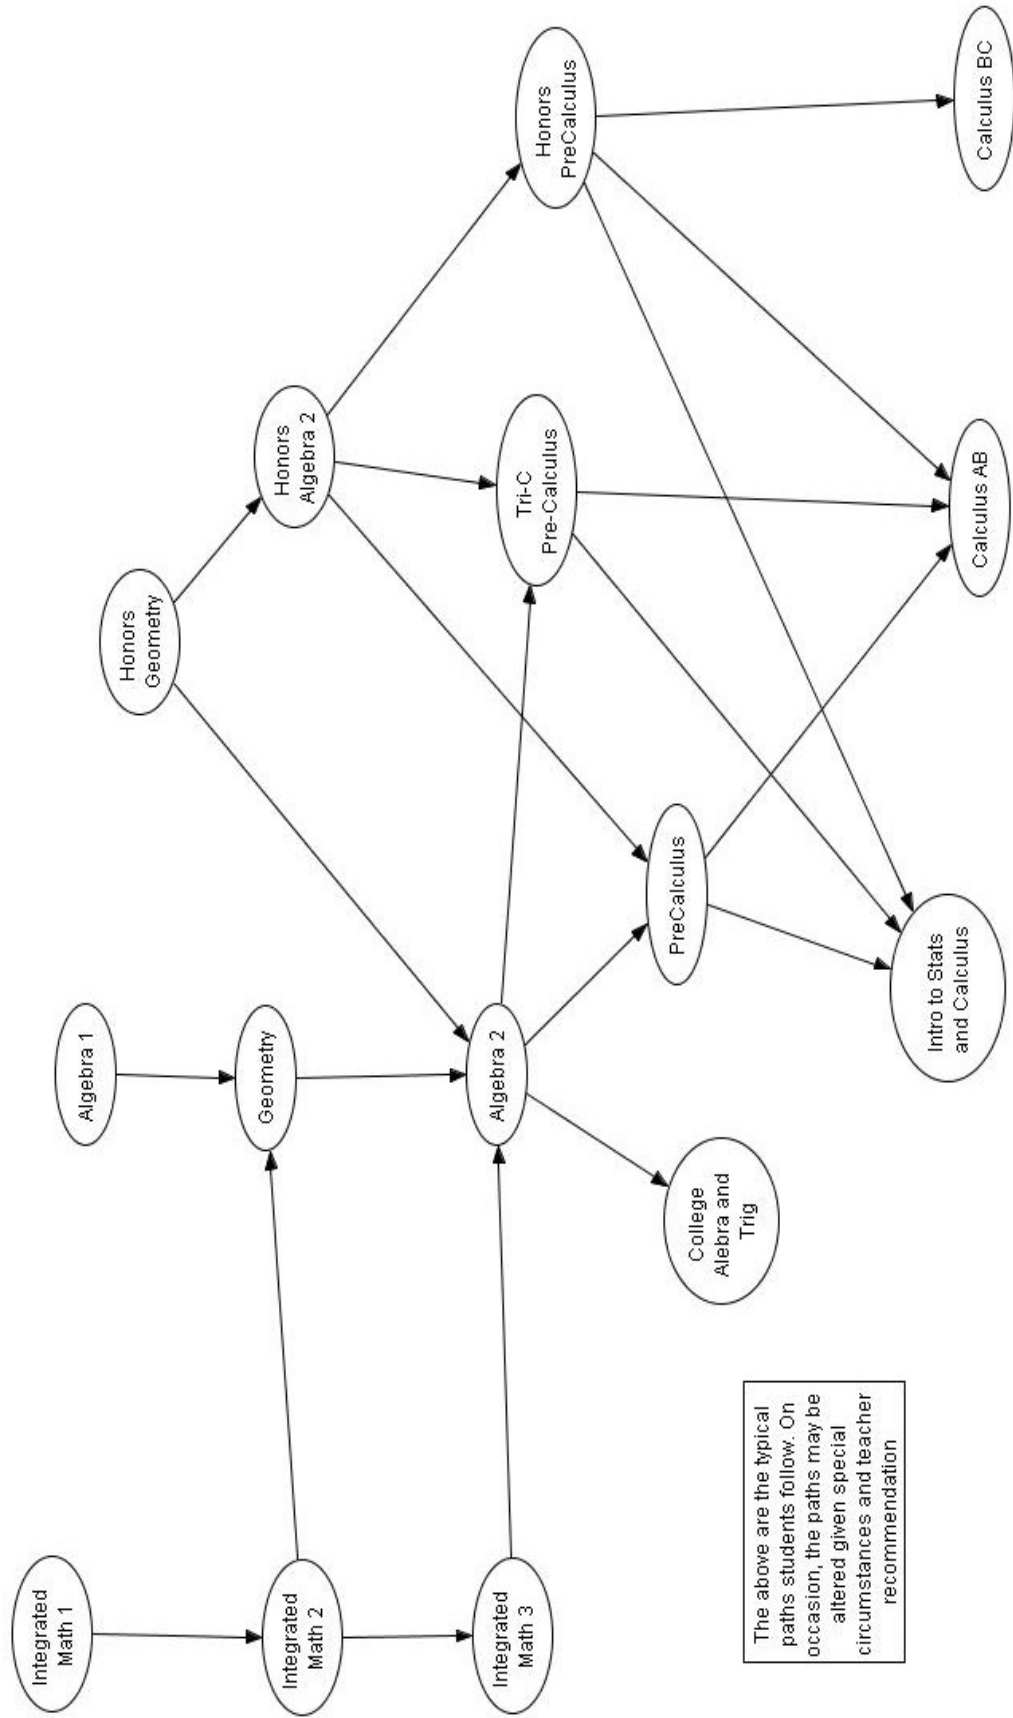 Integrated
Math 1
Algebra 1
Honors
Geometry
Integrated
Math 2
Geometry
Honors
Algebra 2
Integrated
Math 3
Algebra 2
Tri-C
Pre-Calculus
Honors
PreCalculus
College
Alebra and
Trig
PreCalculus
Intro to Stats
and Calculus
Calculus AB
Calculus BC
The above are the typical
paths students follow. On
occasion, the paths may be
altered given special
circumstances and teacher
recommendation